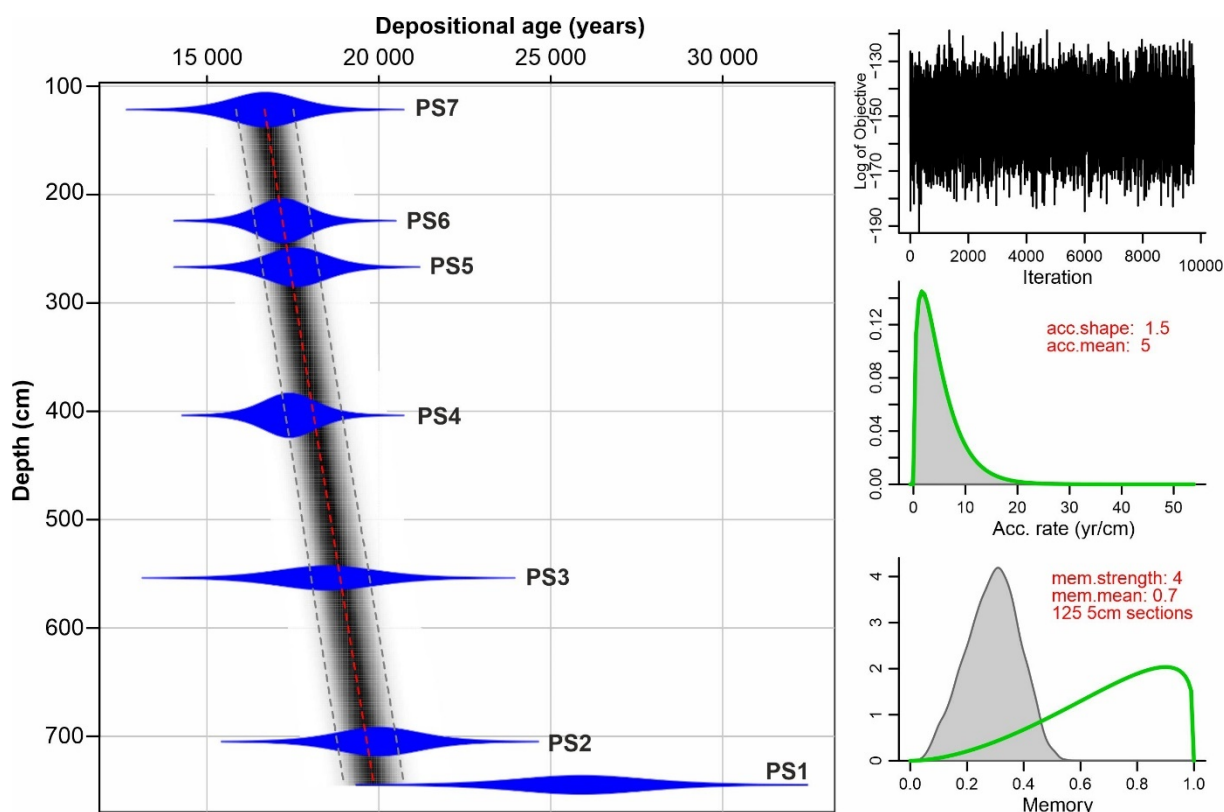 Depositional age (years)
15 000 20 000 25 000 30 000
Depth (cm)
100
200
300
400
500
600
700
PS7
PS6
PS5
PS4
PS3
PS2
PS1
Log of Objective
-130
-150
-170
-190
0 2000 4000 6000 8000 10000
Iteration
0.12
0.08
0.04
0.00
acc.shape: 1.5
acc.mean: 5
0 10 20 30 40 50
Acc. rate (yr/cm)
4
3
2
1
0
mem.strength: 4
mem.mean: 0.7
125 5cm sections
0.0 0.2 0.4 0.6 0.8 1.0
Memory